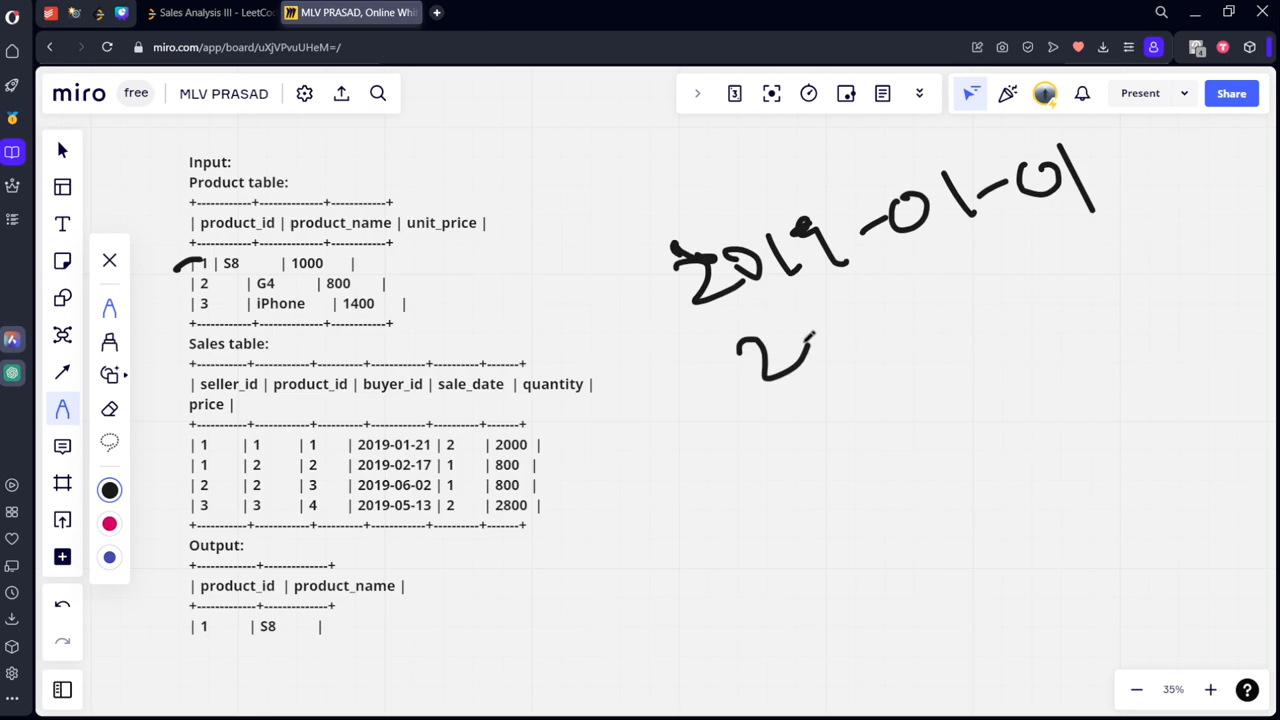 Sales Analysis III - LeetCo
MLV PRASAD, Online Whi
miro.com/app/board/uXjVPvuUHeM=/
miro free MLV PRASAD
Present Share
Input:
Product table:
+------------+--------------+------------+
| product_id | product_name | unit_price |
+------------+--------------+------------+
| 1 | S8 | 1000 |
| 2 | G4 | 800 |
| 3 | iPhone | 1400 |
+------------+--------------+------------+
Sales table:
+-----------+------------+----------+------------+----------+-------+
| seller_id | product_id | buyer_id | sale_date | quantity |
price |
+-----------+------------+----------+------------+----------+-------+
| 1 | 1 | 1 | 2019-01-21 | 2 | 2000 |
| 1 | 2 | 2 | 2019-02-17 | 1 | 800 |
| 2 | 2 | 3 | 2019-06-02 | 1 | 800 |
| 3 | 3 | 4 | 2019-05-13 | 2 | 2800 |
+-----------+------------+----------+------------+----------+-------+
Output:
+-------------+--------------+
| product_id | product_name |
+-------------+--------------+
| 1 | S8 |
2019-01-01
2
35%